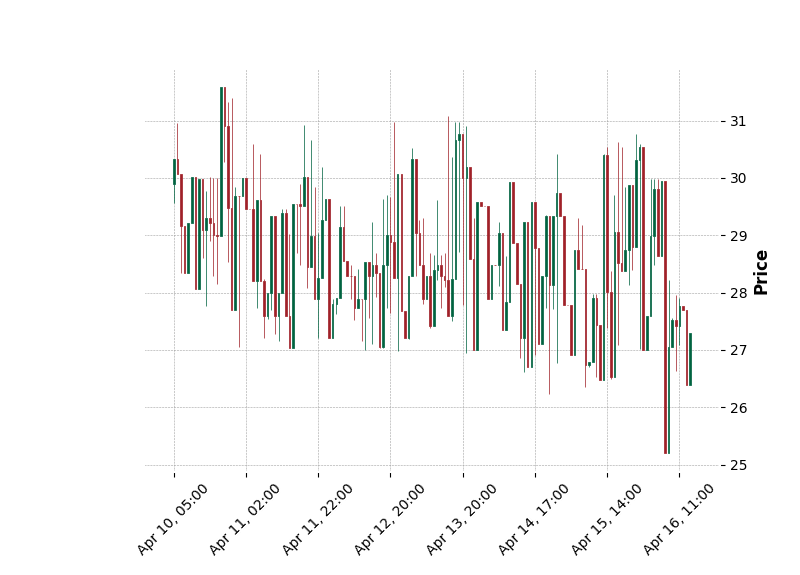 31
30
29
28
27
26
25
Price
Apr 10, 05:00
Apr 11, 02:00
Apr 11, 22:00
Apr 12, 20:00
Apr 13, 20:00
Apr 14, 17:00
Apr 15, 14:00
Apr 16, 11:00